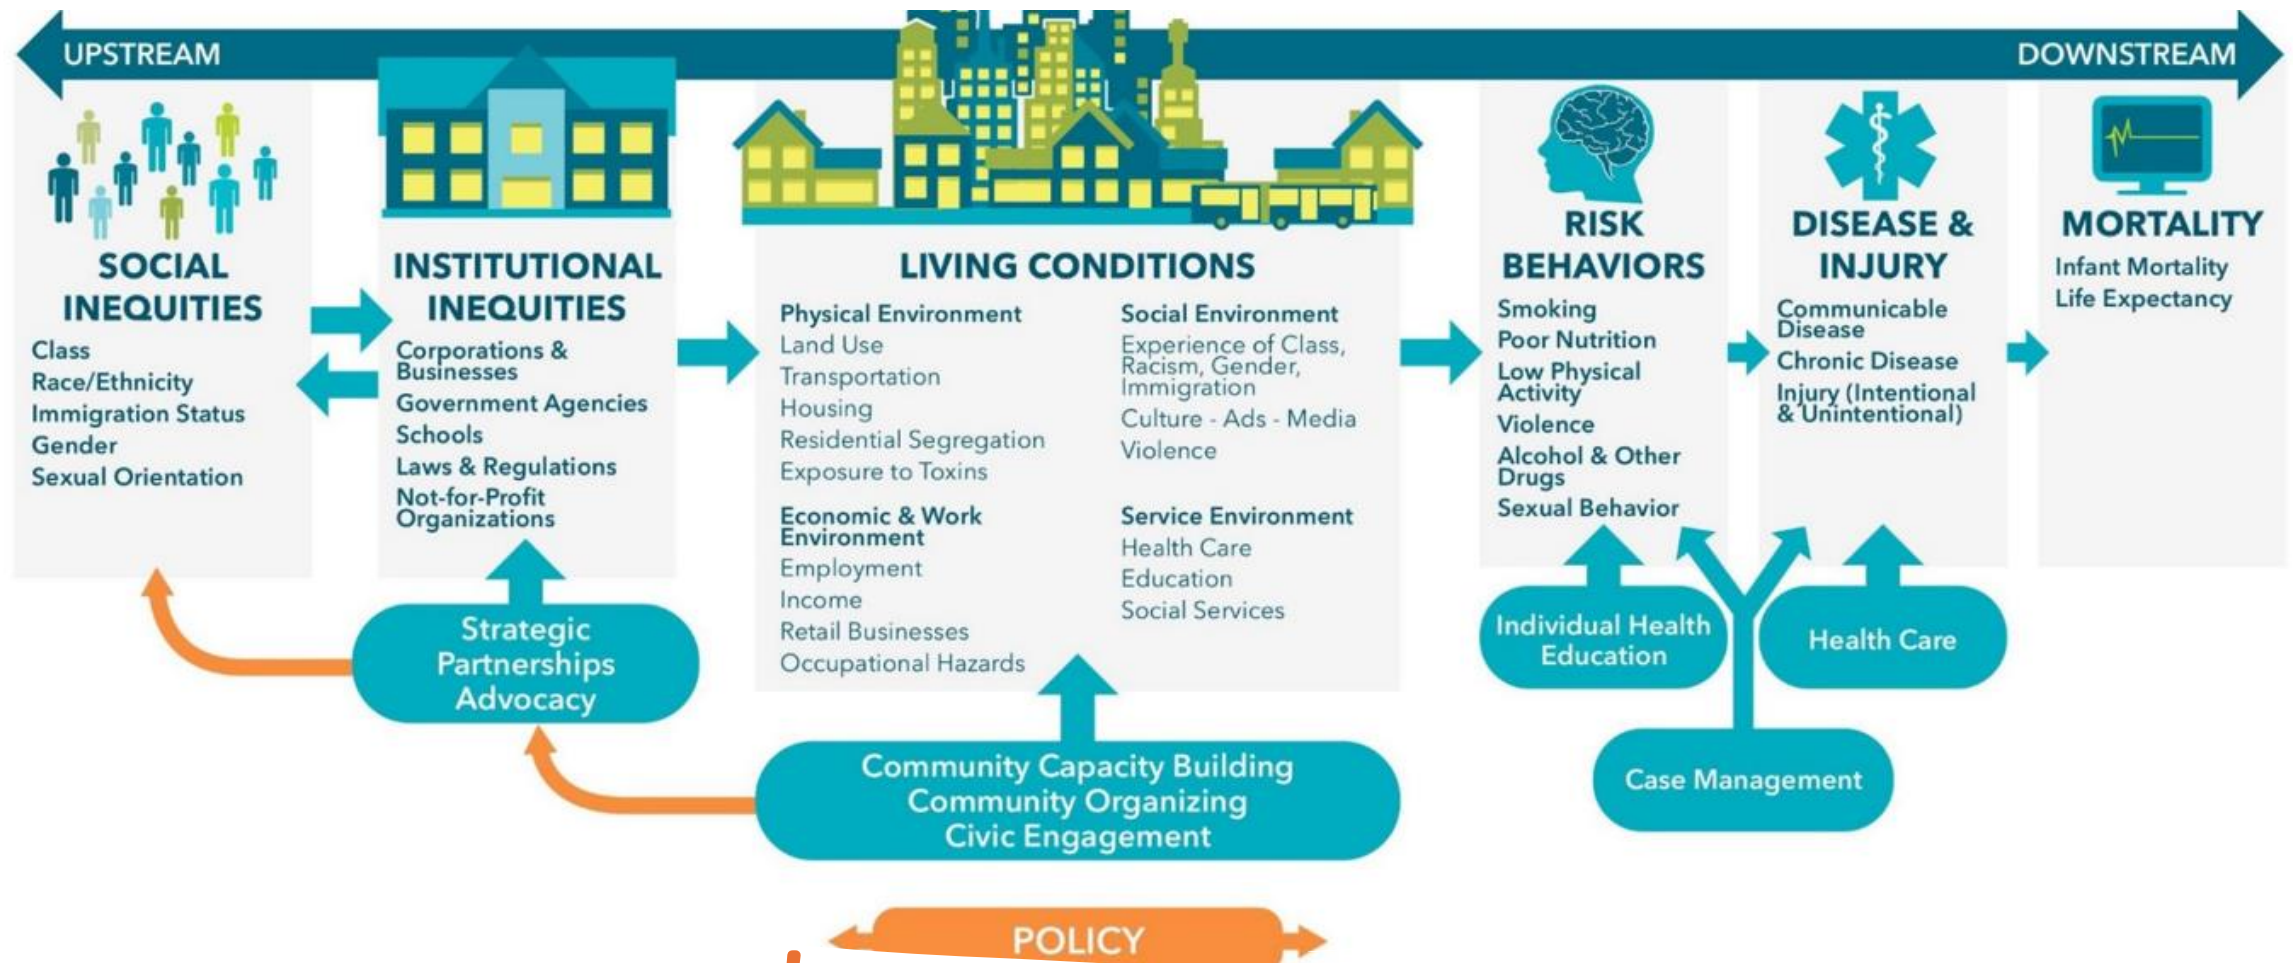 UPSTREAM
DOWNSTREAM
SOCIAL
INEQUITIES
Class
Race/Ethnicity
Immigration Status
Gender
Sexual Orientation
INSTITUTIONAL
INEQUITIES
Corporations &
Businesses
Government Agencies
Schools
Laws & Regulations
Not-for-Profit
Organizations
LIVING CONDITIONS
Physical Environment
Land Use
Transportation
Housing
Residential Segregation
Exposure to Toxins
Economic & Work
Environment
Employment
Income
Retail Businesses
Occupational Hazards
Social Environment
Experience of Class,
Racism, Gender,
Immigration
Culture - Ads - Media
Violence
Service Environment
Health Care
Education
Social Services
RISK
BEHAVIORS
Smoking
Poor Nutrition
Low Physical
Activity
Violence
Alcohol & Other
Drugs
Sexual Behavior
DISEASE &
INJURY
Communicable
Disease
Chronic Disease
Injury (Intentional
& Unintentional)
MORTALITY
Infant Mortality
Life Expectancy
Strategic
Partnerships
Advocacy
Community Capacity Building
Community Organizing
Civic Engagement
Individual Health
Education
Health Care
Case Management
POLICY